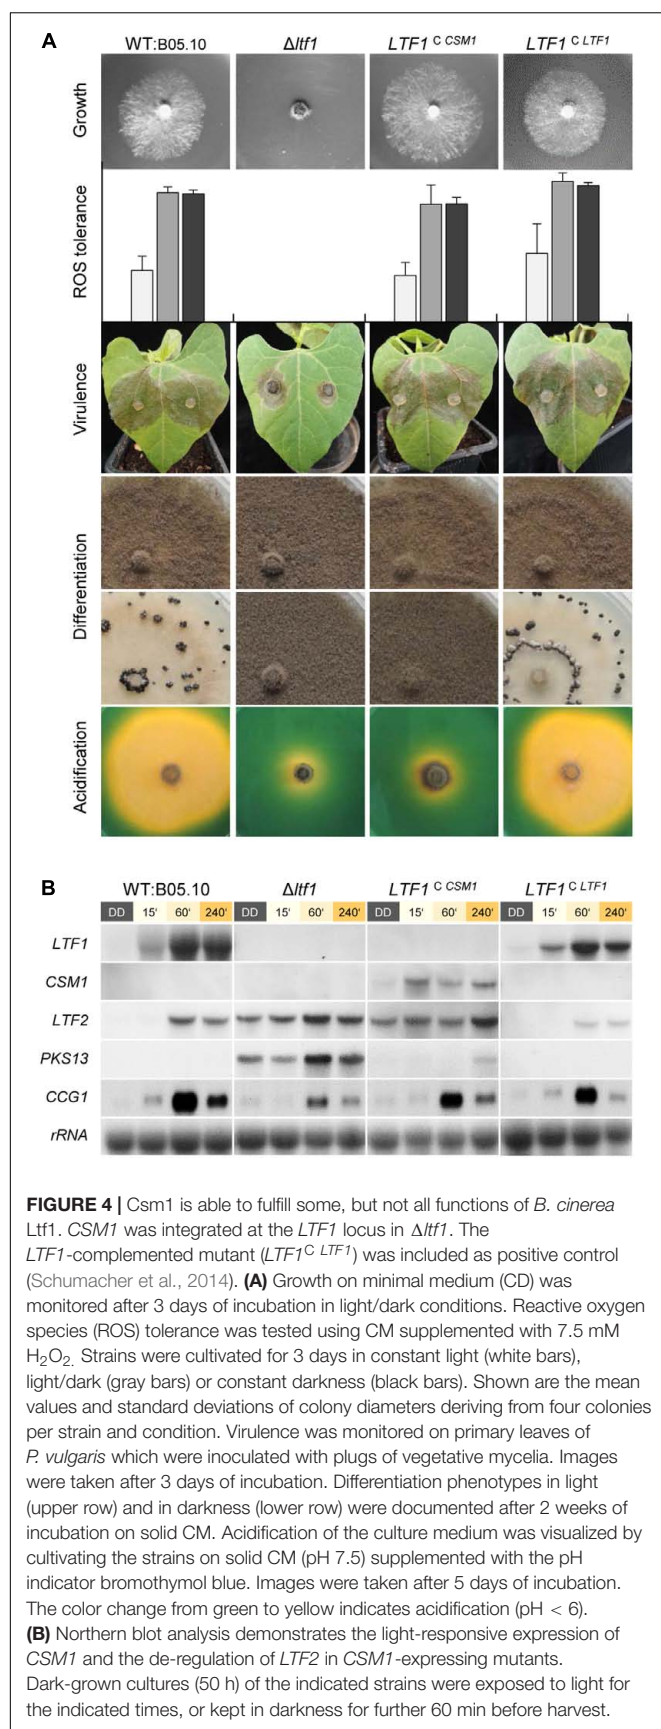 A
WT:B05.10 Δltf1 LTF1 C CSM1 LTF1 C LTF1
Growth
ROS tolerance
Virulence
Differentiation
Acidification
B
WT:B05.10 Δltf1 LTF1 C CSM1 LTF1 C LTF1
DD 15' 60' 240' DD 15' 60' 240' DD 15' 60' 240' DD 15' 60' 240'
LTF1
CSM1
LTF2
PKS13
CCG1
rRNA
FIGURE 4 | Csm1 is able to fulfill some, but not all functions of B. cinerea
Ltf1. CSM1 was integrated at the LTF1 locus in Δltf1. The
LTF1-complemented mutant (LTF1C LTF1) was included as positive control
(Schumacher et al., 2014). (A) Growth on minimal medium (CD) was
monitored after 3 days of incubation in light/dark conditions. Reactive oxygen
species (ROS) tolerance was tested using CM supplemented with 7.5 mM
H2O2. Strains were cultivated for 3 days in constant light (white bars),
light/dark (gray bars) or constant darkness (black bars). Shown are the mean
values and standard deviations of colony diameters deriving from four colonies
per strain and condition. Virulence was monitored on primary leaves of
P. vulgaris which were inoculated with plugs of vegetative mycelia. Images
were taken after 3 days of incubation. Differentiation phenotypes in light
(upper row) and in darkness (lower row) were documented after 2 weeks of
incubation on solid CM. Acidification of the culture medium was visualized by
cultivating the strains on solid CM (pH 7.5) supplemented with the pH
indicator bromothymol blue. Images were taken after 5 days of incubation.
The color change from green to yellow indicates acidification (pH < 6).
(B) Northern blot analysis demonstrates the light-responsive expression of
CSM1 and the de-regulation of LTF2 in CSM1-expressing mutants.
Dark-grown cultures (50 h) of the indicated strains were exposed to light for
the indicated times, or kept in darkness for further 60 min before harvest.